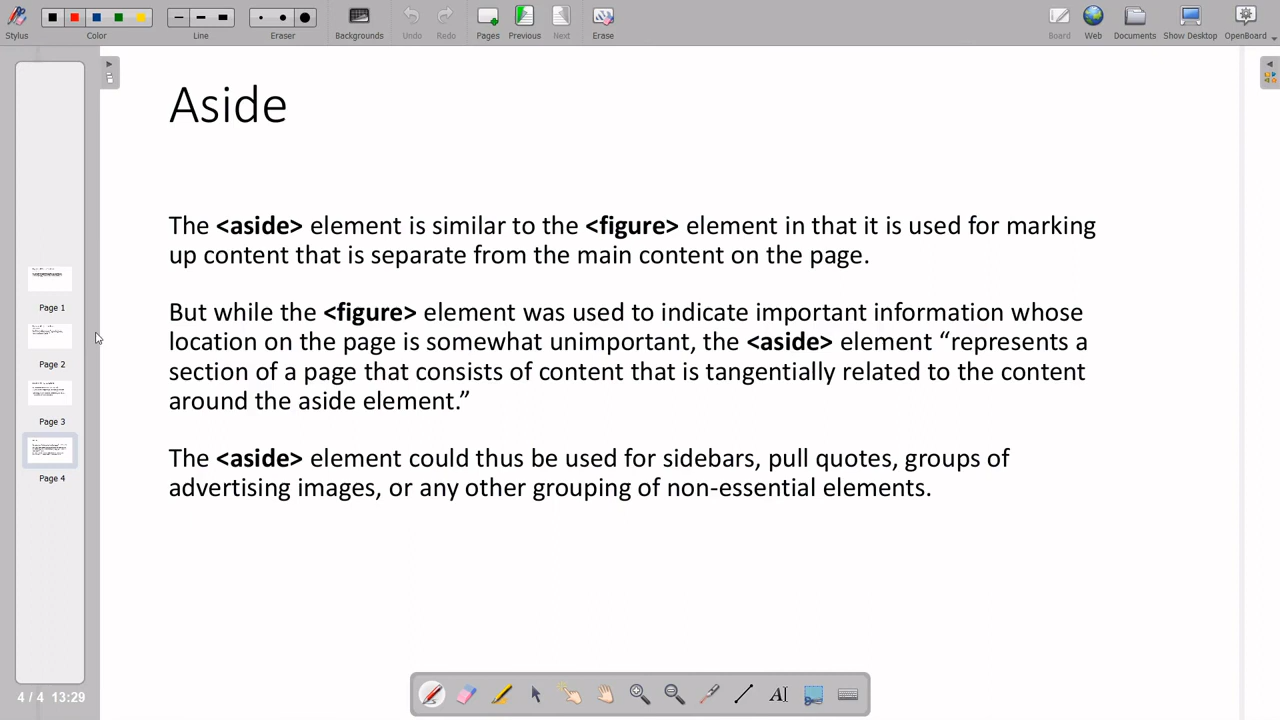 Stylus
Color
Line
Eraser
Backgrounds
Undo
Redo
Pages
Previous
Next
Erase
Board
Web
Documents
Show Desktop
OpenBoard
Aside
The <aside> element is similar to the <figure> element in that it is used for marking
up content that is separate from the main content on the page.
But while the <figure> element was used to indicate important information whose
location on the page is somewhat unimportant, the <aside> element “represents a
section of a page that consists of content that is tangentially related to the content
around the aside element.”
The <aside> element could thus be used for sidebars, pull quotes, groups of
advertising images, or any other grouping of non-essential elements.
Page 1
Page 2
Page 3
Page 4
4 / 4 13:29
AI